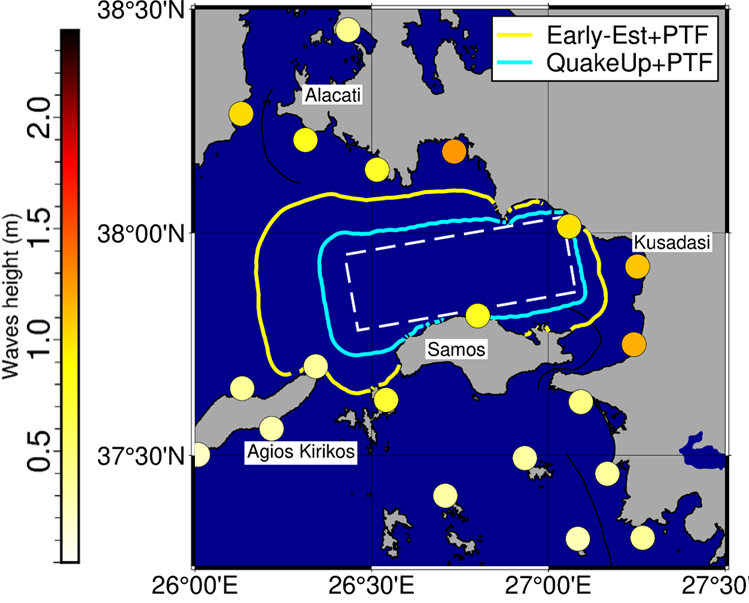 38°30'N
Early-Est+PTF
QuakeUp+PTF
Alacati
2.0
38°00'N
Kusadasi
1.5
Waves height (m)
1.0
Samos
0.5
37°30'N
Agios Kirikos
26°00'E
26°30'E
27°00'E
27°30'E